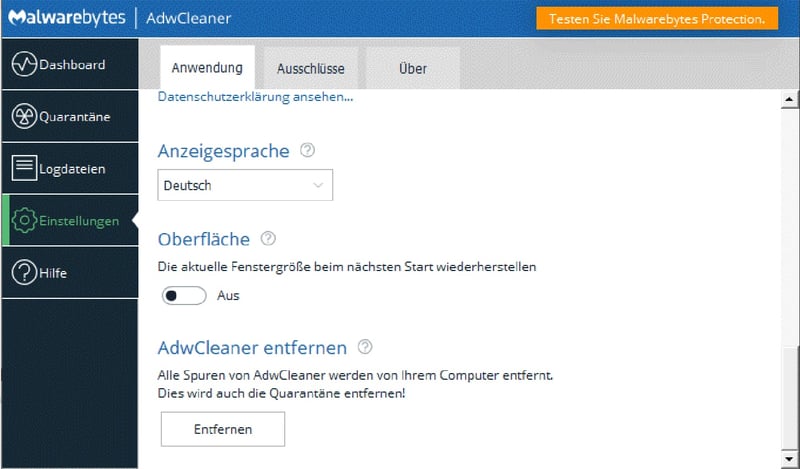 Malwarebytes | AdwCleaner
Testen Sie Malwarebytes Protection.
Dashboard
Quarantäne
Logdateien
Einstellungen
Hilfe
Anwendung
Ausschlüsse
Über
Datenschutzerklärung ansehen...
Anzeigesprache ?
Deutsch
Oberfläche ?
Die aktuelle Fenstergröße beim nächsten Start wiederherstellen
Aus
AdwCleaner entfernen ?
Alle Spuren von AdwCleaner werden von Ihrem Computer entfernt.
Dies wird auch die Quarantäne entfernen!
Entfernen